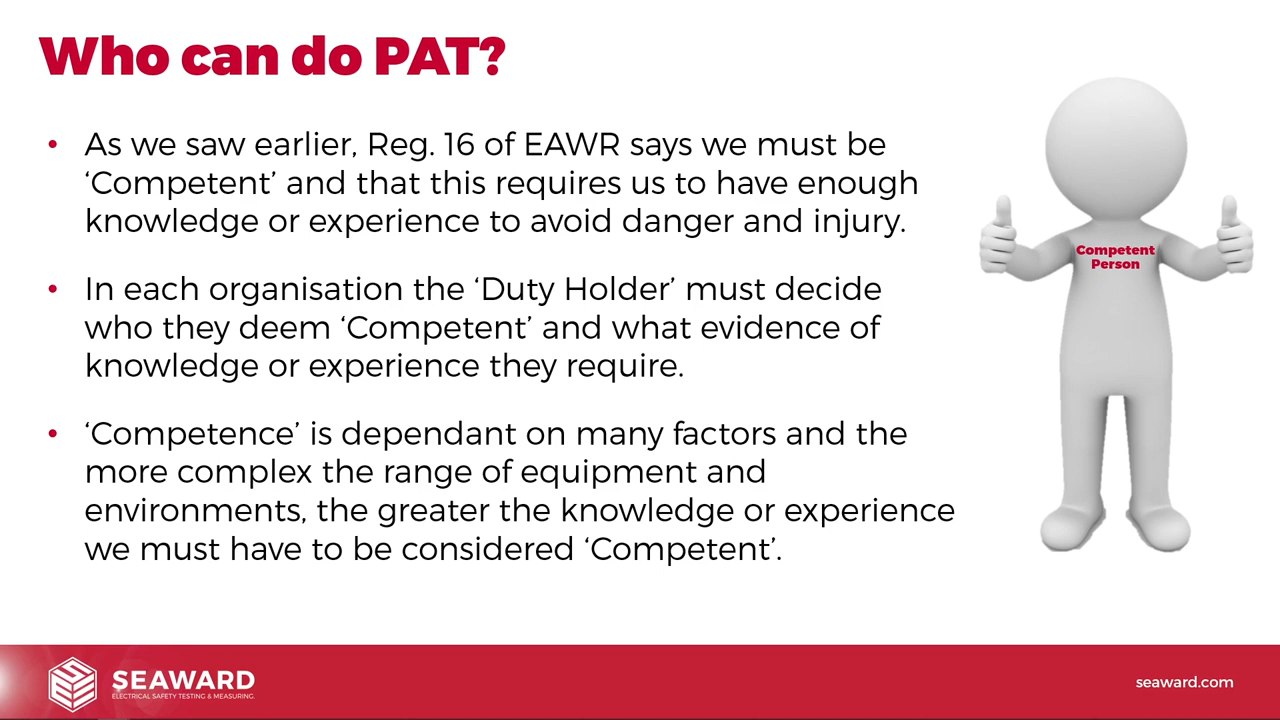 Who can do PAT?
• As we saw earlier, Reg. 16 of EAWR says we must be
‘Competent’ and that this requires us to have enough
knowledge or experience to avoid danger and injury.
• In each organisation the ‘Duty Holder’ must decide
who they deem ‘Competent’ and what evidence of
knowledge or experience they require.
• ‘Competence’ is dependant on many factors and the
more complex the range of equipment and
environments, the greater the knowledge or experience
we must have to be considered ‘Competent’.
Competent
Person
SEAWARD
ELECTRICAL SAFETY TESTING & MEASURING.
seaward.com